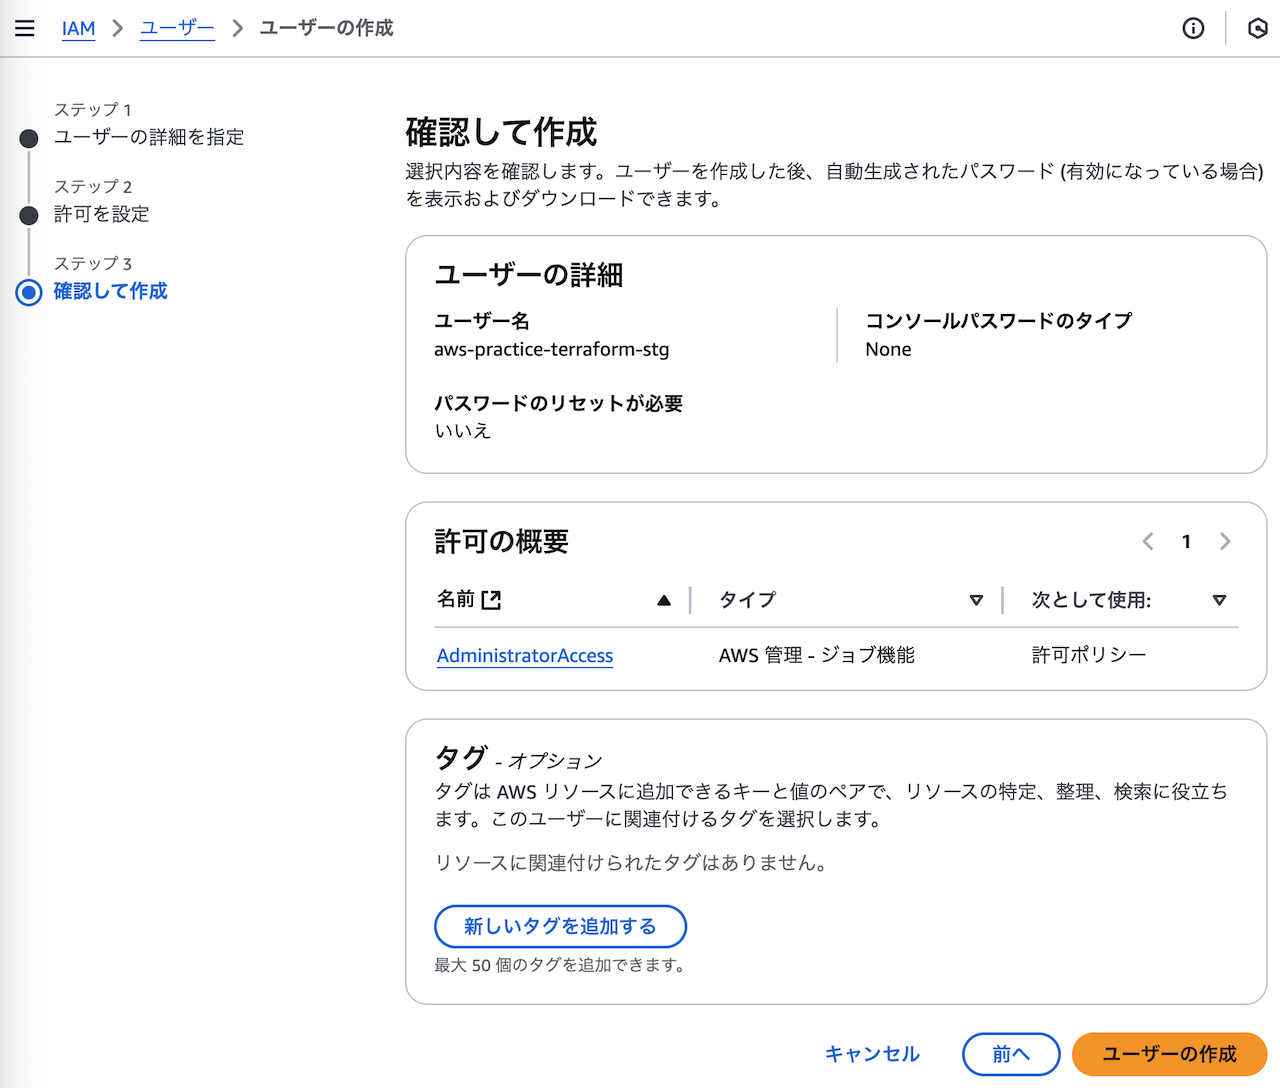 IAM > ユーザー > ユーザーの作成
ステップ 1
ユーザーの詳細を指定
ステップ 2
許可を設定
ステップ 3
確認して作成
確認して作成
選択内容を確認します。ユーザーを作成した後、自動生成されたパスワード (有効になっている場合)
を表示およびダウンロードできます。
ユーザーの詳細
ユーザー名
aws-practice-terraform-stg
コンソールパスワードのタイプ
None
パスワードのリセットが必要
いいえ
許可の概要
1
名前 タイプ 次として使用:
AdministratorAccess AWS 管理 - ジョブ機能 許可ポリシー
タグ - オプション
タグは AWS リソースに追加できるキーと値のペアで、リソースの特定、整理、検索に役立ち
ます。このユーザーに関連付けるタグを選択します。
リソースに関連付けられたタグはありません。
新しいタグを追加する
最大 50 個のタグを追加できます。
キャンセル 前へ ユーザーの作成